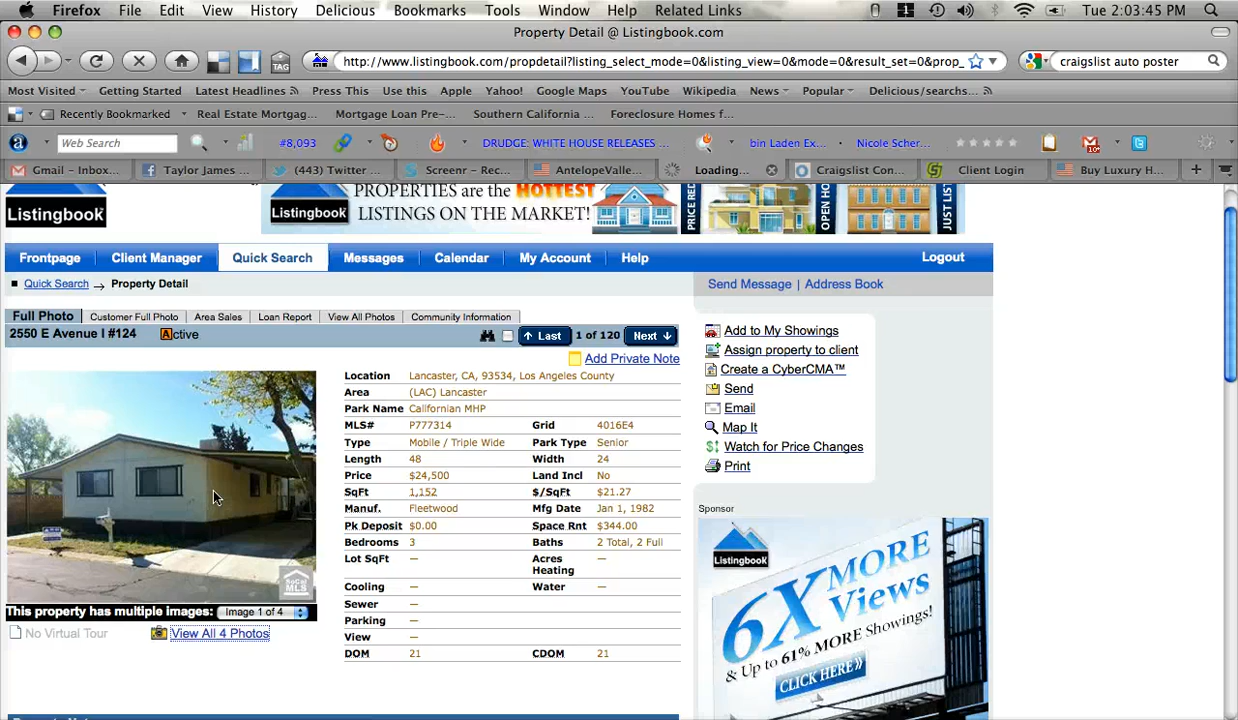 Firefox File Edit View History Delicious Bookmarks Tools Window Help Related Links Tue 2:03:45 PM
Property Detail @ Listingbook.com
http://www.listingbook.com/propdetail?listing_select_mode=0&listing_view=0&mode=0&result_set=0&prop_ craigslist auto poster
TAG
Most Visited Getting Started Latest Headlines Press This Use this Apple Yahoo! Google Maps YouTube Wikipedia News Popular Delicious/searchs...
Recently Bookmarked Real Estate Mortgag... Mortgage Loan Pre-... Southern California ... Foreclosure Homes f...
Web Search #8,093 DRUDGE: WHITE HOUSE RELEASES ... bin Laden Ex... Nicole Scher...
Gmail - Inbox... Taylor James ... (443) Twitter ... Screenr - Rec... AntelopeValle... Loading... Craigslist Con... Client Login Buy Luxury H...
Listingbook
Listingbook
PROPERTIES are the HOTTEST
LISTINGS ON THE MARKET!
PRICE RED
OPEN HO
JUST LIST
Frontpage Client Manager Quick Search Messages Calendar My Account Help Logout
Quick Search → Property Detail
Send Message | Address Book
Full Photo Customer Full Photo Area Sales Loan Report View All Photos Community Information
2550 E Avenue I #124 Active Last 1 of 120 Next
Add Private Note
Location Lancaster, CA, 93534, Los Angeles County
Area (LAC) Lancaster
Park Name Californian MHP
MLS# P777314 Grid 4016E4
Type Mobile / Triple Wide Park Type Senior
Length 48 Width 24
Price $24,500 Land Incl No
SqFt 1,152 $/SqFt $21.27
Manuf. Fleetwood Mfg Date Jan 1, 1982
Pk Deposit $0.00 Space Rnt $344.00
Bedrooms 3 Baths 2 Total, 2 Full
Lot SqFt — Acres —
Heating
Cooling — Water —
Sewer —
Parking —
View —
DOM 21 CDOM 21
SoCal
MLS
This property has multiple images: Image 1 of 4
No Virtual Tour View All 4 Photos
Add to My Showings
Assign property to client
Create a CyberCMA™
Send
Email
Map It
Watch for Price Changes
Print
Sponsor
Listingbook
6X MORE
Views
& Up to 61% MORE Showings!
CLICK HERE »